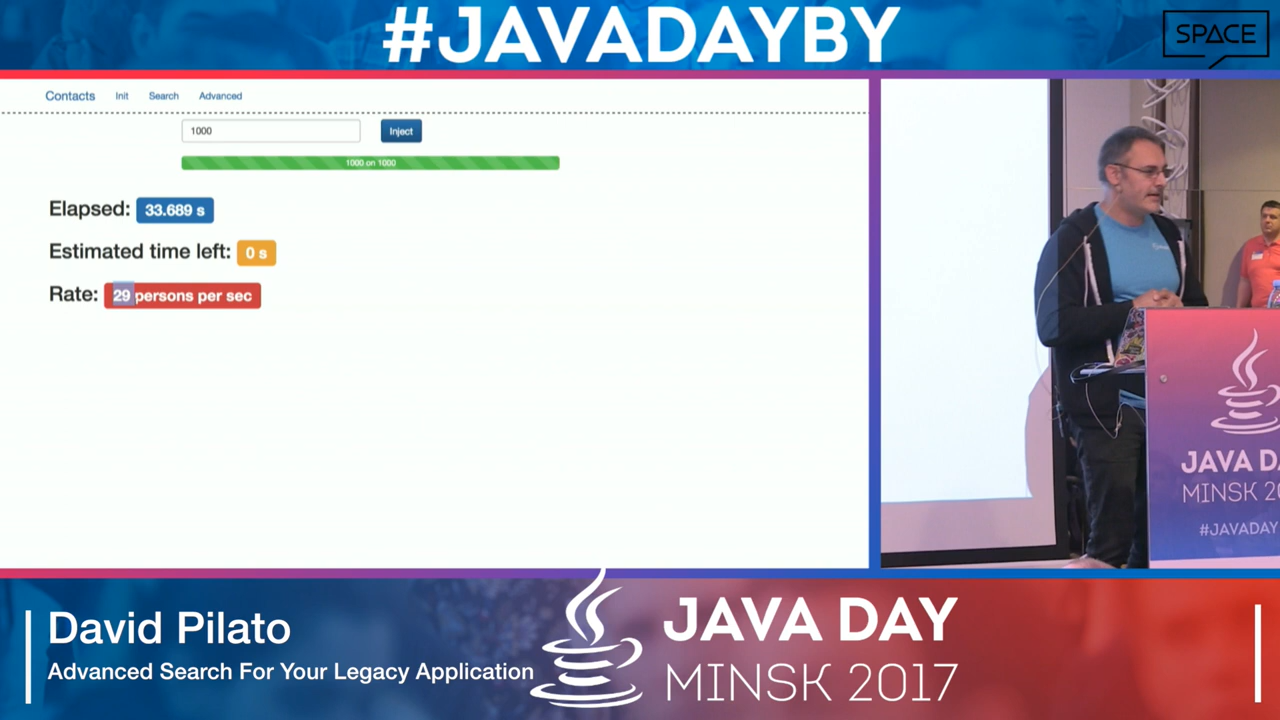 #JAVADAYBY
SPACE
Contacts Init Search Advanced
1000 Inject
1000 on 1000
Elapsed: 33.689 s
Estimated time left: 0 s
Rate: 29 persons per sec
JAVA DA
MINSK 20
#JAVADAY
David Pilato
Advanced Search For Your Legacy Application
JAVA DAY
MINSK 2017